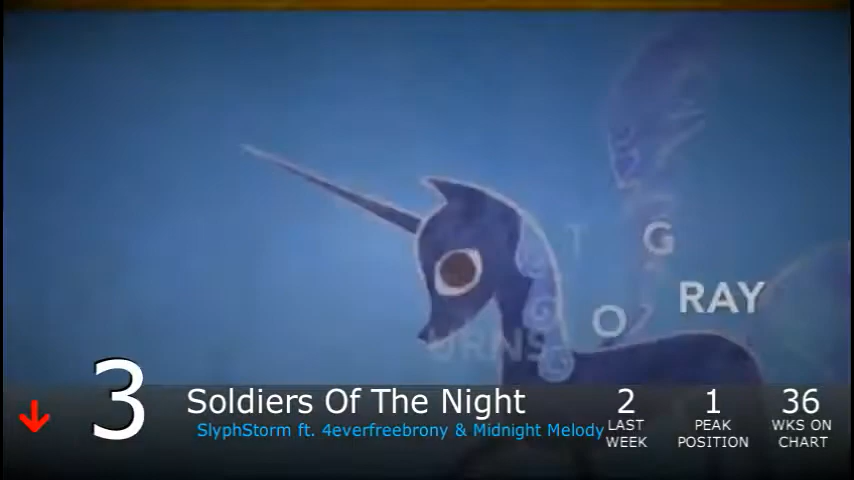 T G
RAY
O
URNS
3
Soldiers Of The Night
SlyphStorm ft. 4everfreebrony & Midnight Melody
2
LAST
WEEK
1
PEAK
POSITION
36
WKS ON
CHART